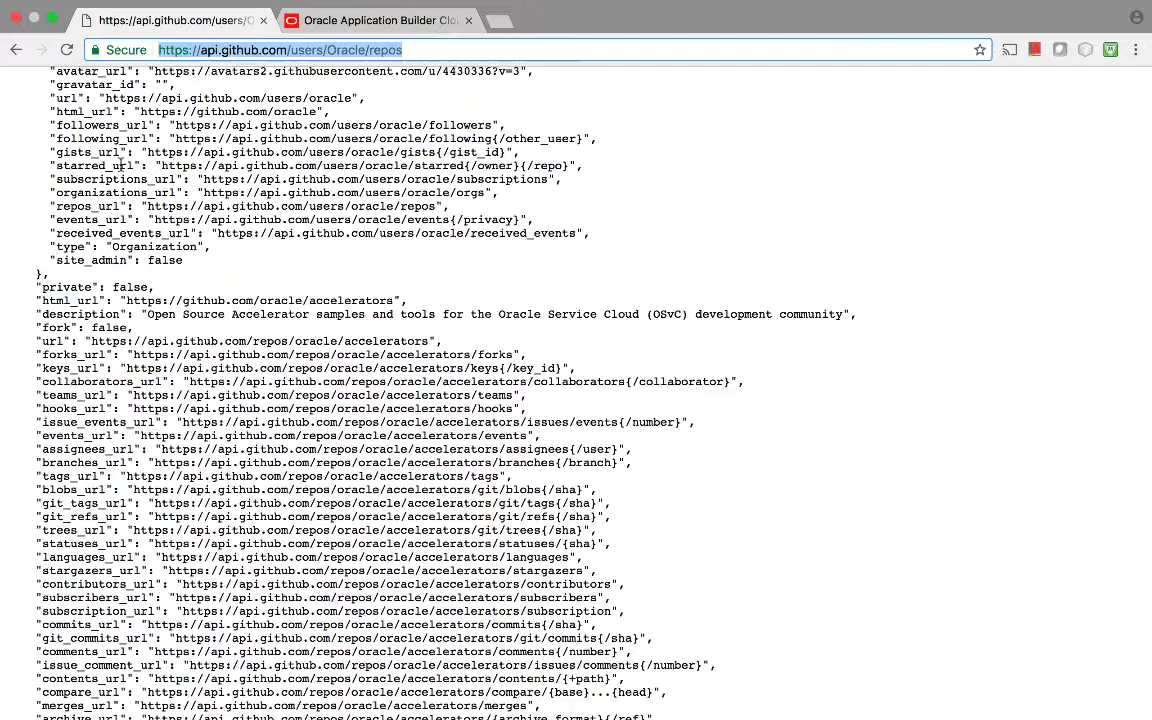 https://api.github.com/users/O
Oracle Application Builder Clo
Secure https://api.github.com/users/Oracle/repos
"avatar_url": "https://avatars2.githubusercontent.com/u/4430336?v=3",
"gravatar_id": "",
"url": "https://api.github.com/users/oracle",
"html_url": "https://github.com/oracle",
"followers_url": "https://api.github.com/users/oracle/followers",
"following_url": "https://api.github.com/users/oracle/following{/other_user}",
"gists_url": "https://api.github.com/users/oracle/gists{/gist_id}",
"starred_url": "https://api.github.com/users/oracle/starred{/owner}{/repo}",
"subscriptions_url": "https://api.github.com/users/oracle/subscriptions",
"organizations_url": "https://api.github.com/users/oracle/orgs",
"repos_url": "https://api.github.com/users/oracle/repos",
"events_url": "https://api.github.com/users/oracle/events{/privacy}",
"received_events_url": "https://api.github.com/users/oracle/received_events",
"type": "Organization",
"site_admin": false
},
"private": false,
"html_url": "https://github.com/oracle/accelerators",
"description": "Open Source Accelerator samples and tools for the Oracle Service Cloud (OSvC) development community",
"fork": false,
"url": "https://api.github.com/repos/oracle/accelerators",
"forks_url": "https://api.github.com/repos/oracle/accelerators/forks",
"keys_url": "https://api.github.com/repos/oracle/accelerators/keys{/key_id}",
"collaborators_url": "https://api.github.com/repos/oracle/accelerators/collaborators{/collaborator}",
"teams_url": "https://api.github.com/repos/oracle/accelerators/teams",
"hooks_url": "https://api.github.com/repos/oracle/accelerators/hooks",
"issue_events_url": "https://api.github.com/repos/oracle/accelerators/issues/events{/number}",
"events_url": "https://api.github.com/repos/oracle/accelerators/events",
"assignees_url": "https://api.github.com/repos/oracle/accelerators/assignees{/user}",
"branches_url": "https://api.github.com/repos/oracle/accelerators/branches{/branch}",
"tags_url": "https://api.github.com/repos/oracle/accelerators/tags",
"blobs_url": "https://api.github.com/repos/oracle/accelerators/git/blobs{/sha}",
"git_tags_url": "https://api.github.com/repos/oracle/accelerators/git/tags{/sha}",
"git_refs_url": "https://api.github.com/repos/oracle/accelerators/git/refs{/sha}",
"trees_url": "https://api.github.com/repos/oracle/accelerators/git/trees{/sha}",
"statuses_url": "https://api.github.com/repos/oracle/accelerators/statuses/{sha}",
"languages_url": "https://api.github.com/repos/oracle/accelerators/languages",
"stargazers_url": "https://api.github.com/repos/oracle/accelerators/stargazers",
"contributors_url": "https://api.github.com/repos/oracle/accelerators/contributors",
"subscribers_url": "https://api.github.com/repos/oracle/accelerators/subscribers",
"subscription_url": "https://api.github.com/repos/oracle/accelerators/subscription",
"commits_url": "https://api.github.com/repos/oracle/accelerators/commits{/sha}",
"git_commits_url": "https://api.github.com/repos/oracle/accelerators/git/commits{/sha}",
"comments_url": "https://api.github.com/repos/oracle/accelerators/comments{/number}",
"issue_comment_url": "https://api.github.com/repos/oracle/accelerators/issues/comments{/number}",
"contents_url": "https://api.github.com/repos/oracle/accelerators/contents/{+path}",
"compare_url": "https://api.github.com/repos/oracle/accelerators/compare/{base}...{head}",
"merges_url": "https://api.github.com/repos/oracle/accelerators/merges",
"archive_url": "https://api.github.com/repos/oracle/accelerators/{archive_format}{/ref}",